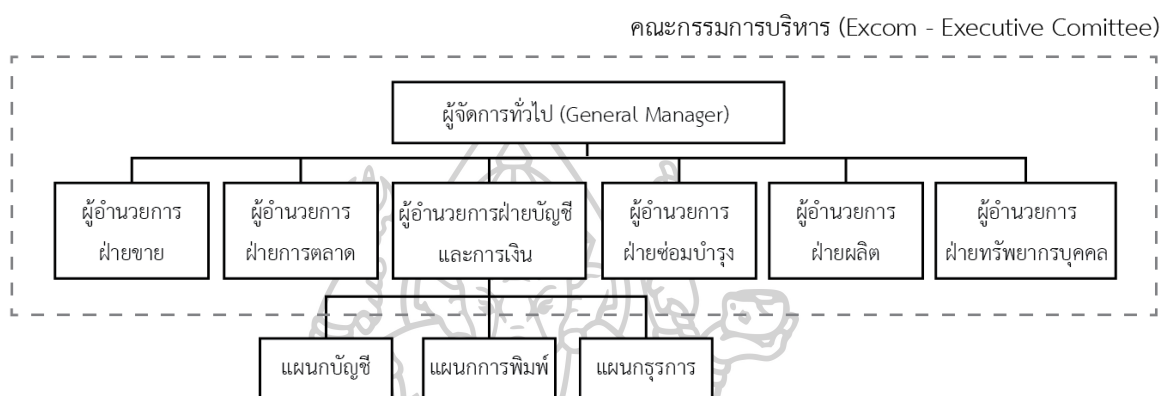 คณะกรรมการบริหาร (Excom - Executive Comittee)
ผู้จัดการทั่วไป (General Manager)
ผู้อำนวยการ
ฝ่ายขาย
ผู้อำนวยการ
ฝ่ายการตลาด
ผู้อำนวยการฝ่ายบัญชี
และการเงิน
ผู้อำนวยการ
ฝ่ายซ่อมบำรุง
ผู้อำนวยการ
ฝ่ายผลิต
ผู้อำนวยการ
ฝ่ายทรัพยากรบุคคล
แผนกบัญชี
แผนกการพิมพ์
แผนกธุรการ